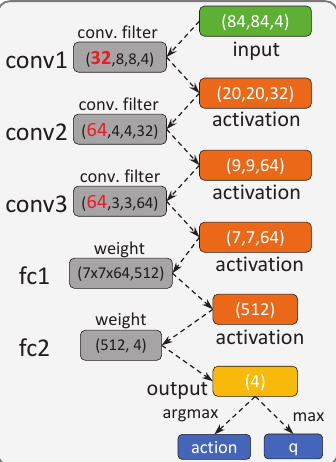 (84,84,4)
input
conv. filter
conv1
(32,8,8,4)
(20,20,32)
activation
conv. filter
conv2
(64,4,4,32)
(9,9,64)
activation
conv. filter
conv3
(64,3,3,64)
(7,7,64)
activation
weight
fc1
(7x7x64,512)
(512)
activation
weight
fc2
(512, 4)
output
(4)
argmax
max
action
q